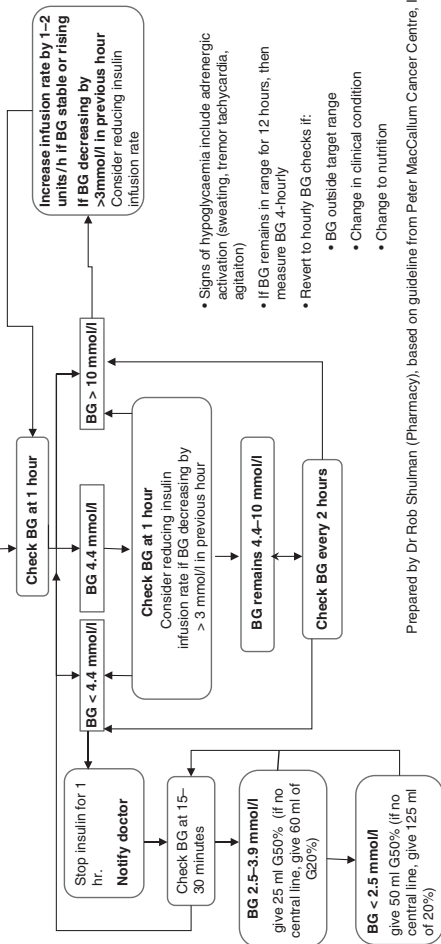 Check BG at 1 hour
BG < 4.4 mmol/l
BG 4.4 mmol/l
BG > 10 mmol/l
Increase infusion rate by 1–2
units/h if BG stable or rising
If BG decreasing by
>3mmol/l in previous hour
Consider reducing insulin
infusion rate
Stop insulin for 1
hr.
Notify doctor
Check BG at 1 hour
Consider reducing insulin
infusion rate if BG decreasing by
> 3 mmol/l in previous hour
Check BG at 15–
30 minutes
BG remains 4.4–10 mmol/l
BG 2.5–3.9 mmol/l
give 25 ml G50% (if no
central line, give 60 ml of
G20%)
Check BG every 2 hours
BG < 2.5 mmol/l
give 50 ml G50% (if no
central line, give 125 ml
of 20%)
• Signs of hypoglycaemia include adrenergic
activation (sweating, tremor tachycardia,
agitaiton)
• If BG remains in range for 12 hours, then
measure BG 4-hourly
• Revert to hourly BG checks if:
• BG outside target range
• Change in clinical condition
• Change to nutrition
Prepared by Dr Rob Shulman (Pharmacy), based on guideline from Peter MacCallum Cancer Centre,